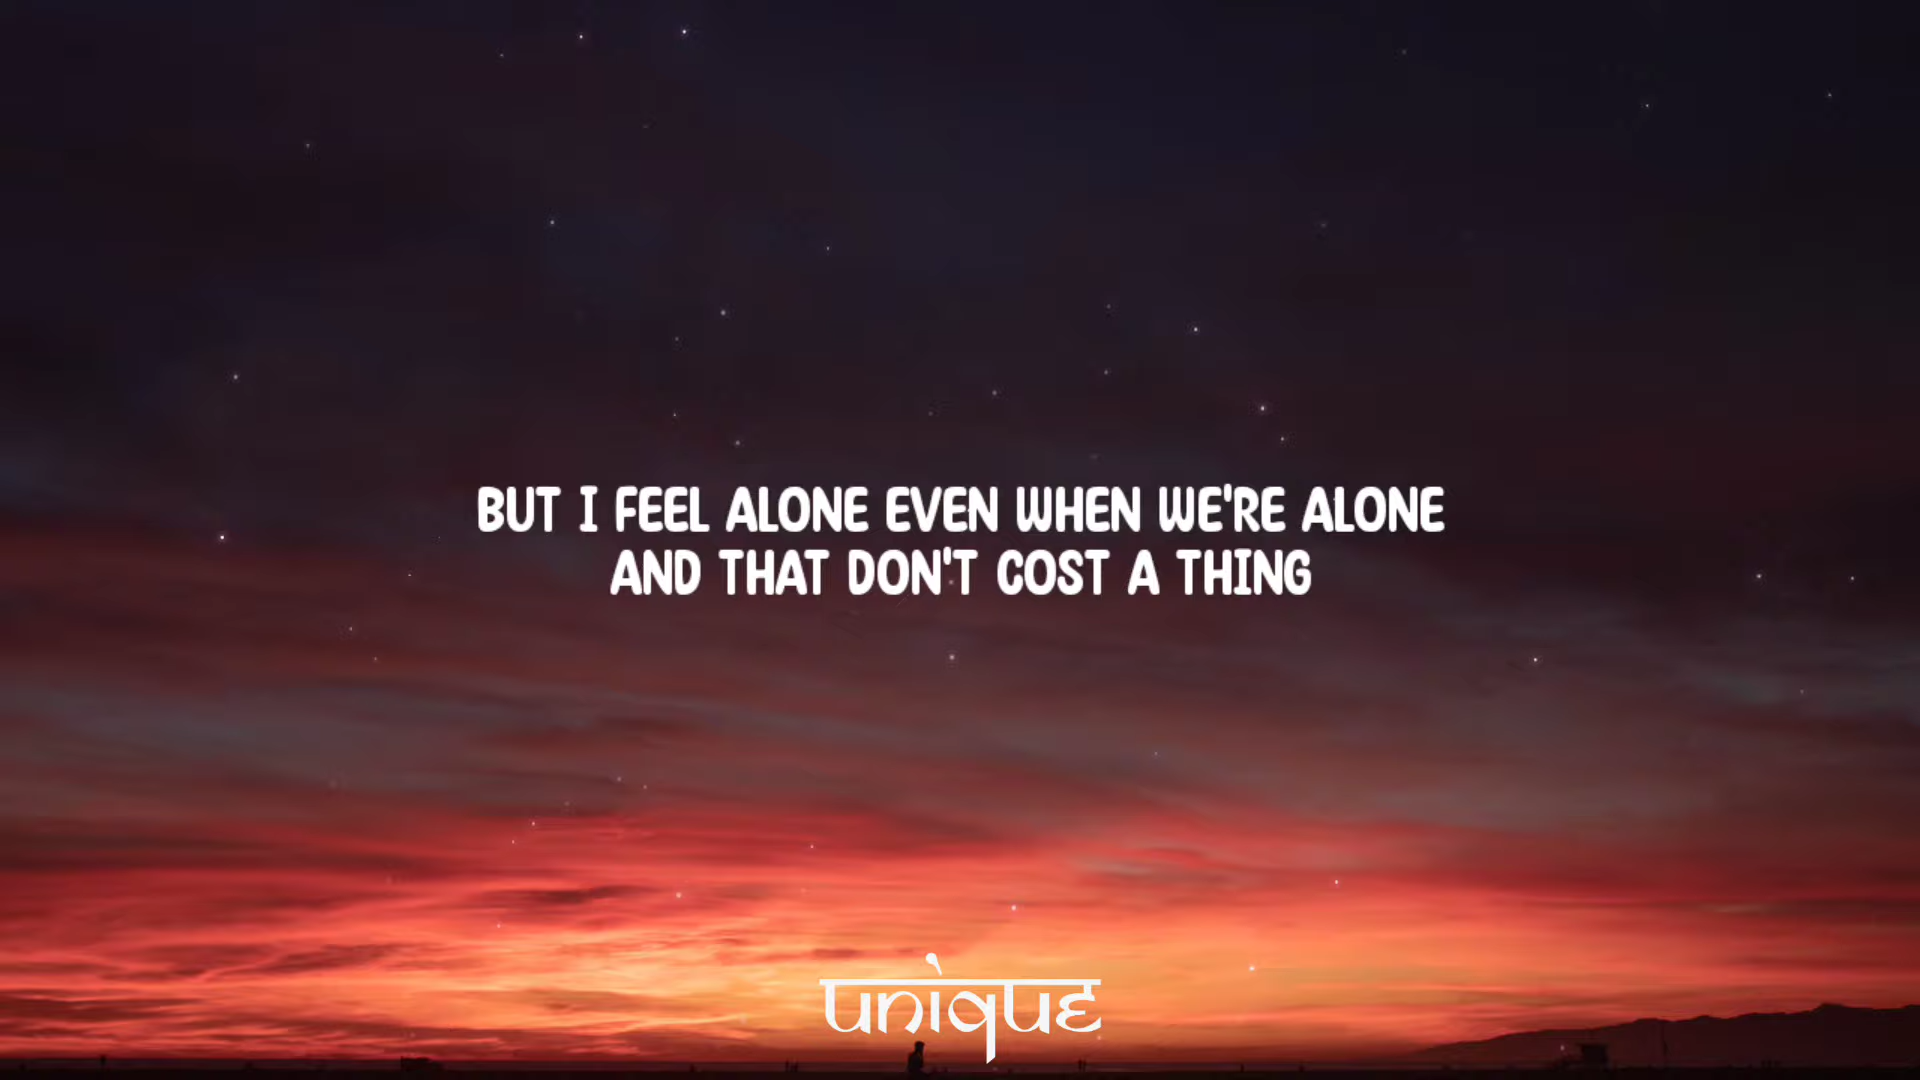 BUT I FEEL ALONE EVEN WHEN WE'RE ALONE
AND THAT DON'T COST A THING
unique